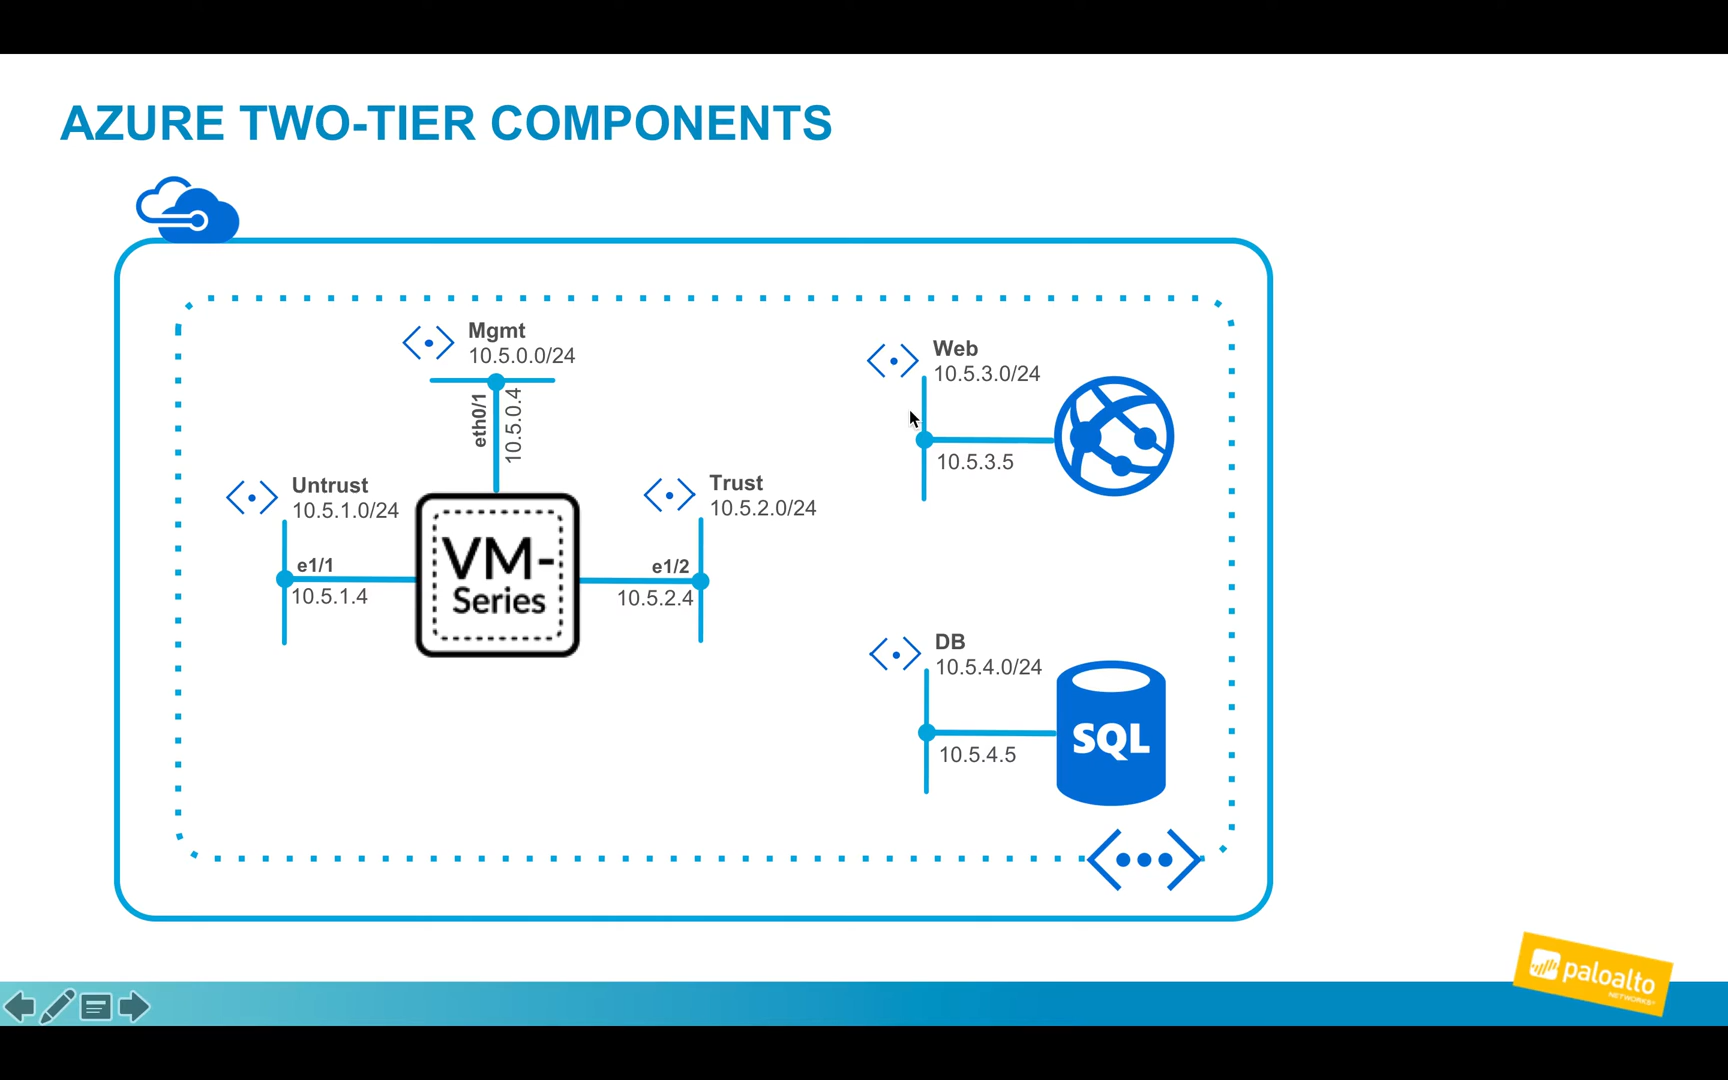 AZURE TWO-TIER COMPONENTS
Mgmt
10.5.0.0/24
eth0/1
10.5.0.4
Untrust
10.5.1.0/24
e1/1
10.5.1.4
VM-
Series
Trust
10.5.2.0/24
e1/2
10.5.2.4
Web
10.5.3.0/24
10.5.3.5
DB
10.5.4.0/24
10.5.4.5
SQL
paloalto
NETWORKS